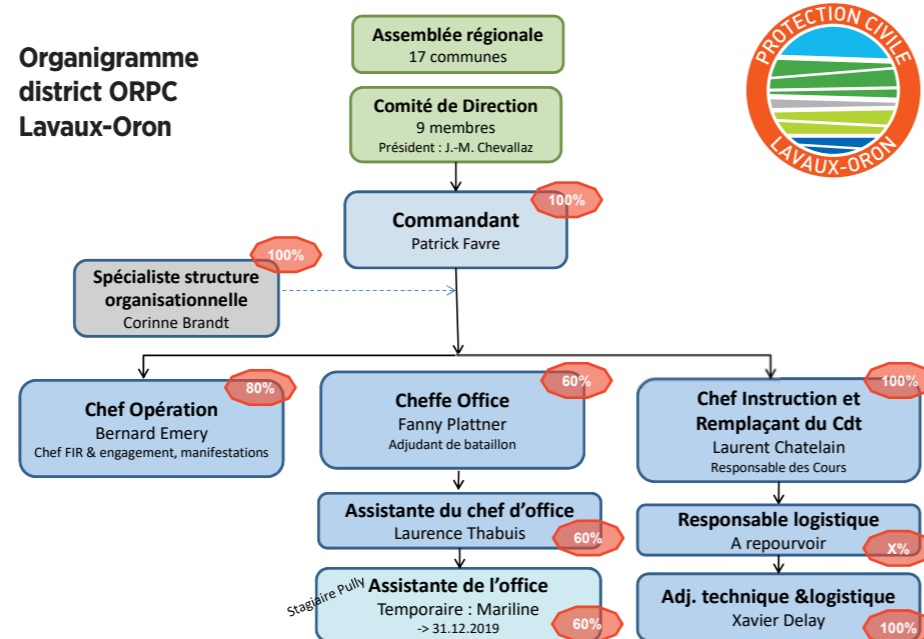 Organigramme
district ORPC
Lavaux-Oron
Assemblée régionale
17 communes
PROTECTION CIVILE
LAVAUX-ORON
Comité de Direction
9 membres
Président : J.-M. Chevallaz
100%
Commandant
Patrick Favre
100%
Spécialiste structure
organisationnelle
Corinne Brandt
80%
Chef Opération
Bernard Emery
Chef FIR & engagement, manifestations
60%
Cheffe Office
Fanny Plattner
Adjudant de bataillon
100%
Chef Instruction et
Remplaçant du Cdt
Laurent Chatelain
Responsable des Cours
Assistante du chef d'office
Laurence Thabuis
60%
Responsable logistique
A repourvoir
X%
Stagiaire Pully
Assistante de l'office
Temporaire : Mariline
-> 31.12.2019
60%
Adj. technique &logistique
Xavier Delay
100%